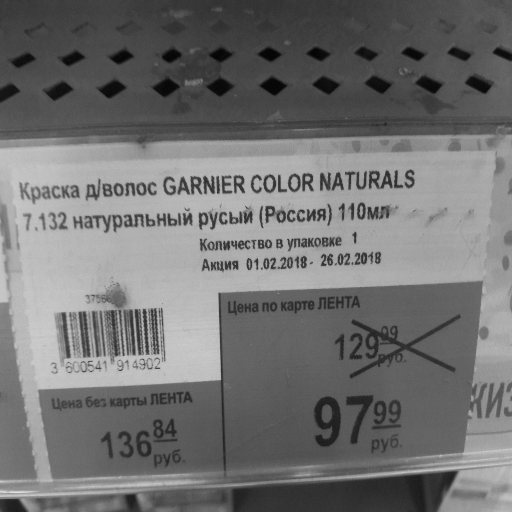 Краска д/волос GARNIER COLOR NATURALS
7.132 натуральный русый (Россия) 110мл
Количество в упаковке 1
Акция 01.02.2018 - 26.02.2018
Цена по карте ЛЕНТА
129 99
руб.
97 99
руб.
3 600541 914902
Цена без карты ЛЕНТА
136 84
руб.